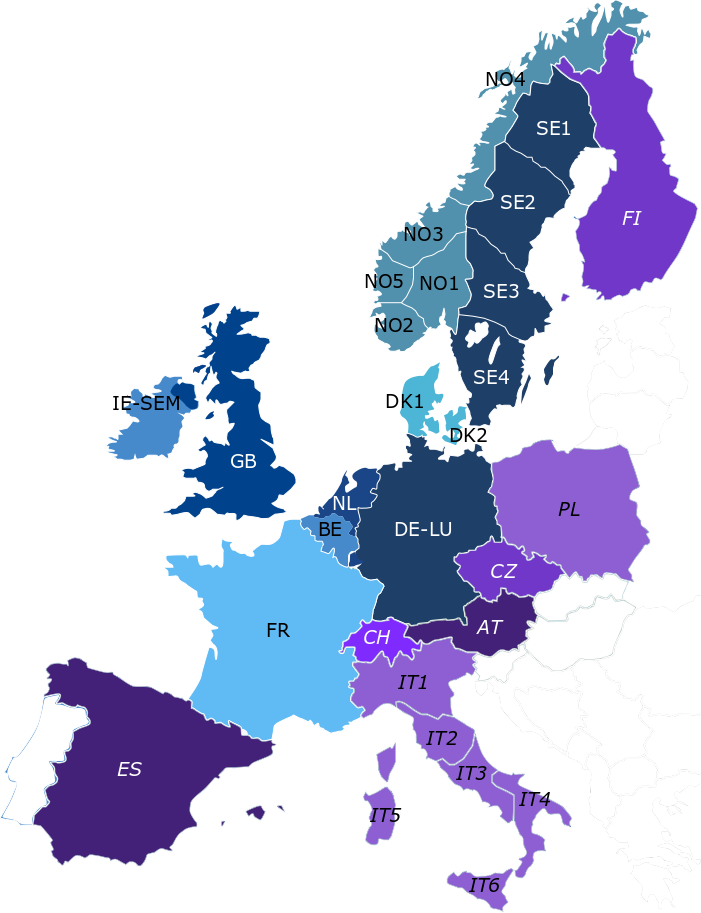 NO4
SE1
SE2
FI
NO3
NO5
NO1
SE3
NO2
SE4
DK1
IE-SEM
DK2
GB
NL
PL
BE
DE-LU
CZ
FR
CH
AT
IT1
IT2
ES
IT3
IT4
IT5
IT6